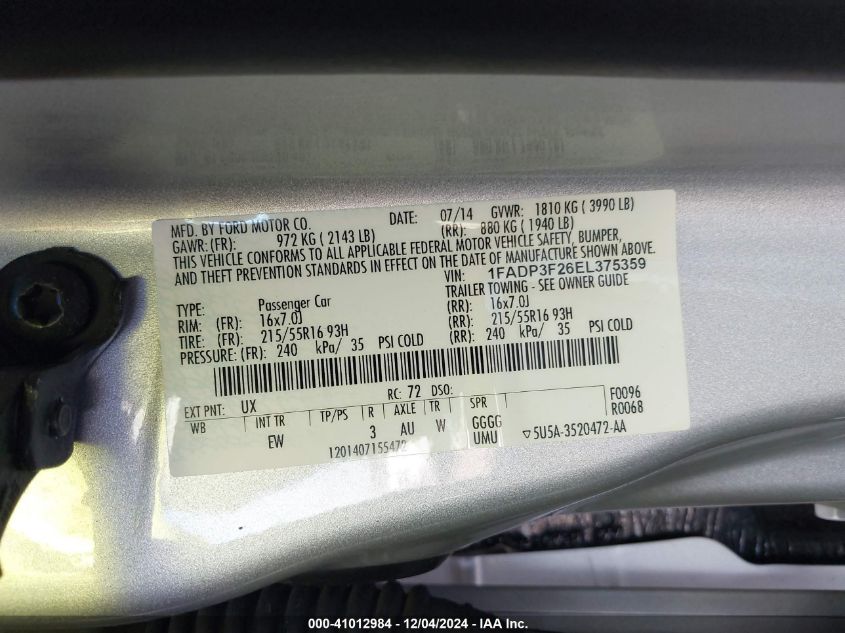 MFD. BY FORD MOTOR CO. DATE: 07/14 GVWR: 1810 KG ( 3990 LB)
GAWR:(FR): 972 KG ( 2143 LB) (RR): 880 KG ( 1940 LB)
THIS VEHICLE CONFORMS TO ALL APPLICABLE FEDERAL MOTOR VEHICLE SAFETY, BUMPER,
AND THEFT PREVENTION STANDARDS IN EFFECT ON THE DATE OF MANUFACTURE SHOWN ABOVE.
VIN: 1FADP3F26EL375359
TYPE: Passenger Car TRAILER TOWING - SEE OWNER GUIDE
RIM: (FR): 16x7.0J (RR): 16x7.0J
TIRE: (FR): 215/55R16 93H (RR): 215/55R16 93H
PRESSURE: (FR): 240 kPa/ 35 PSI COLD (RR): 240 kPa/ 35 PSI COLD
EXT PNT: UX RC: 72 DSO: F0096
WB INT TR TP/PS R AXLE TR SPR R0068
EW 3 AU W GGGG
UMU ▽5U5A-3520472-AA
1201407155472
000-41012984 - 12/04/2024 - IAA Inc.